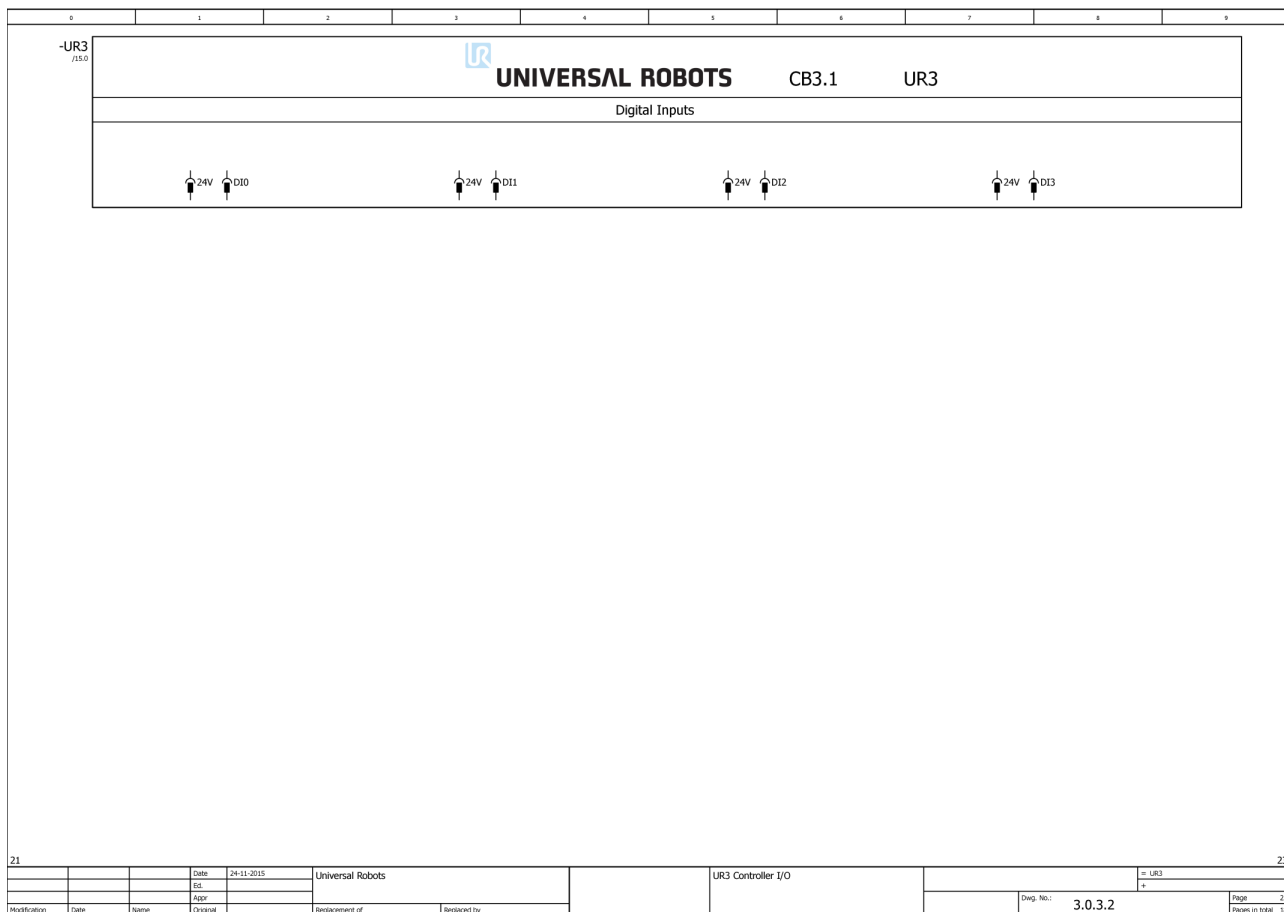 0 1 2 3 4 5 6 7 8 9
-UR3
/15.0
UR
UNIVERSAL ROBOTS CB3.1 UR3
Digital Inputs
24V DI0 24V DI1 24V DI2 24V DI3
21
Date 24-11-2015 Universal Robots UR3 Controller I/O = UR3
Ed. +
Appr Dwg. No.: 3.0.3.2 Page
Modification Date Name Original Replacement of Replaced by Pages in total